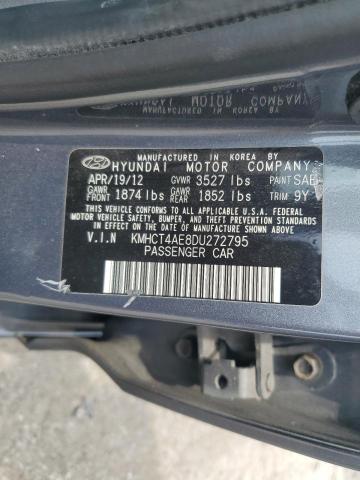 MANUFACTURED IN KOREA BY
HYUNDAI MOTOR COMPANY
APR/19/12 GVWR 3527 lbs PAINT SAE
GAWR FRONT 1874 lbs GAWR REAR 1852 lbs TRIM 9Y
THIS VEHICLE CONFORMS TO ALL APPLICABLE U.S.A. FEDERAL
MOTOR VEHICLE SAFETY, BUMPER, AND THEFT PREVENTION STANDARDS
IN EFFECT ON THE DATE OF MANUFACTURE SHOWN ABOVE.
V.I.N KMHCT4AE8DU272795
PASSENGER CAR